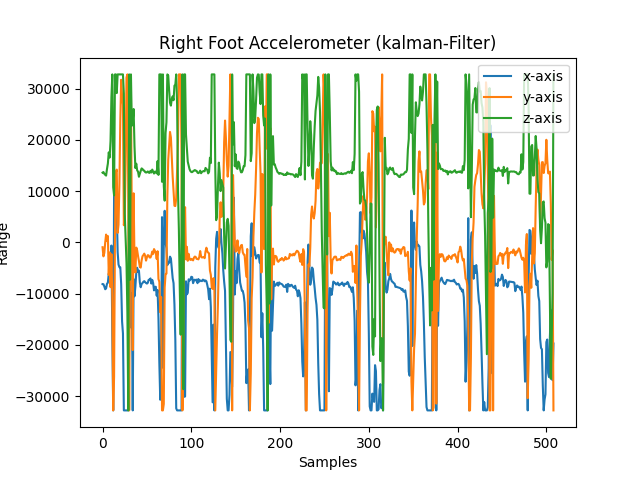 Right Foot Accelerometer (kalman-Filter)
x-axis
y-axis
z-axis
30000
20000
10000
0
−10000
−20000
−30000
Range
0 100 200 300 400 500
Samples